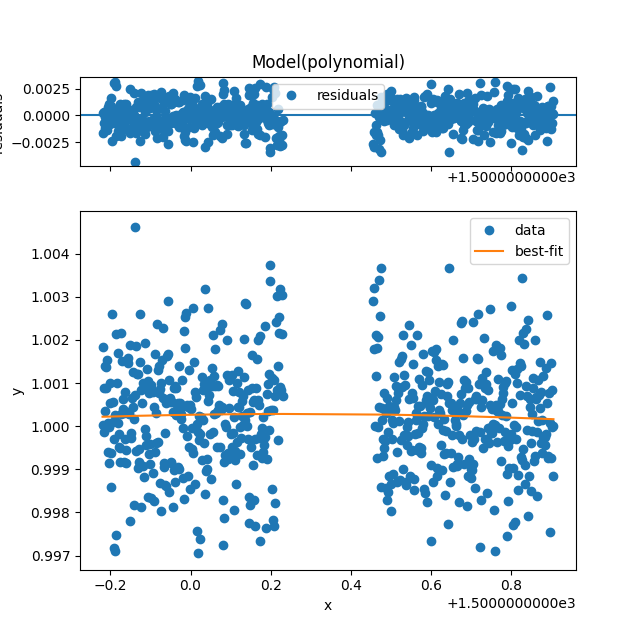 Model(polynomial)
0.0025
0.0000
−0.0025
residuals
residuals
+1.5000000000e3
1.004
1.003
1.002
1.001
1.000
0.999
0.998
0.997
y
data
best-fit
−0.2 0.0 0.2 0.4 0.6 0.8
x
+1.5000000000e3